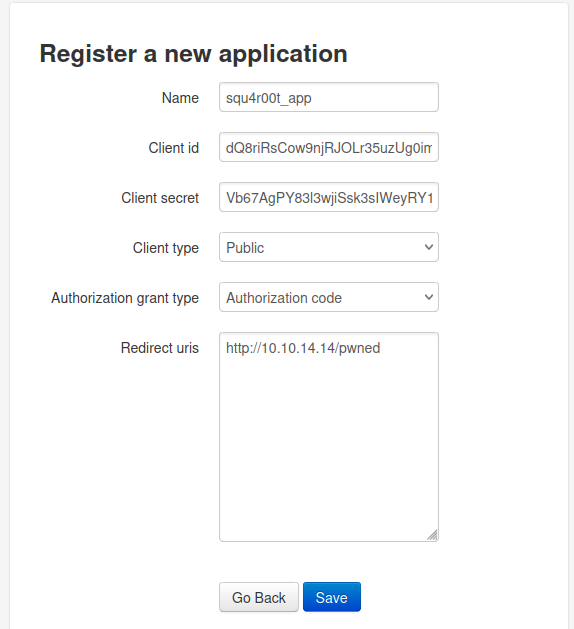 Register a new application
Name squ4r00t_app
Client id dQ8riRsCow9njRJOLr35uzUg0im
Client secret Vb67AgPY83l3wjiSsk3sIWeyRY1
Client type Public
Authorization grant type Authorization code
Redirect uris http://10.10.14.14/pwned
Go Back Save